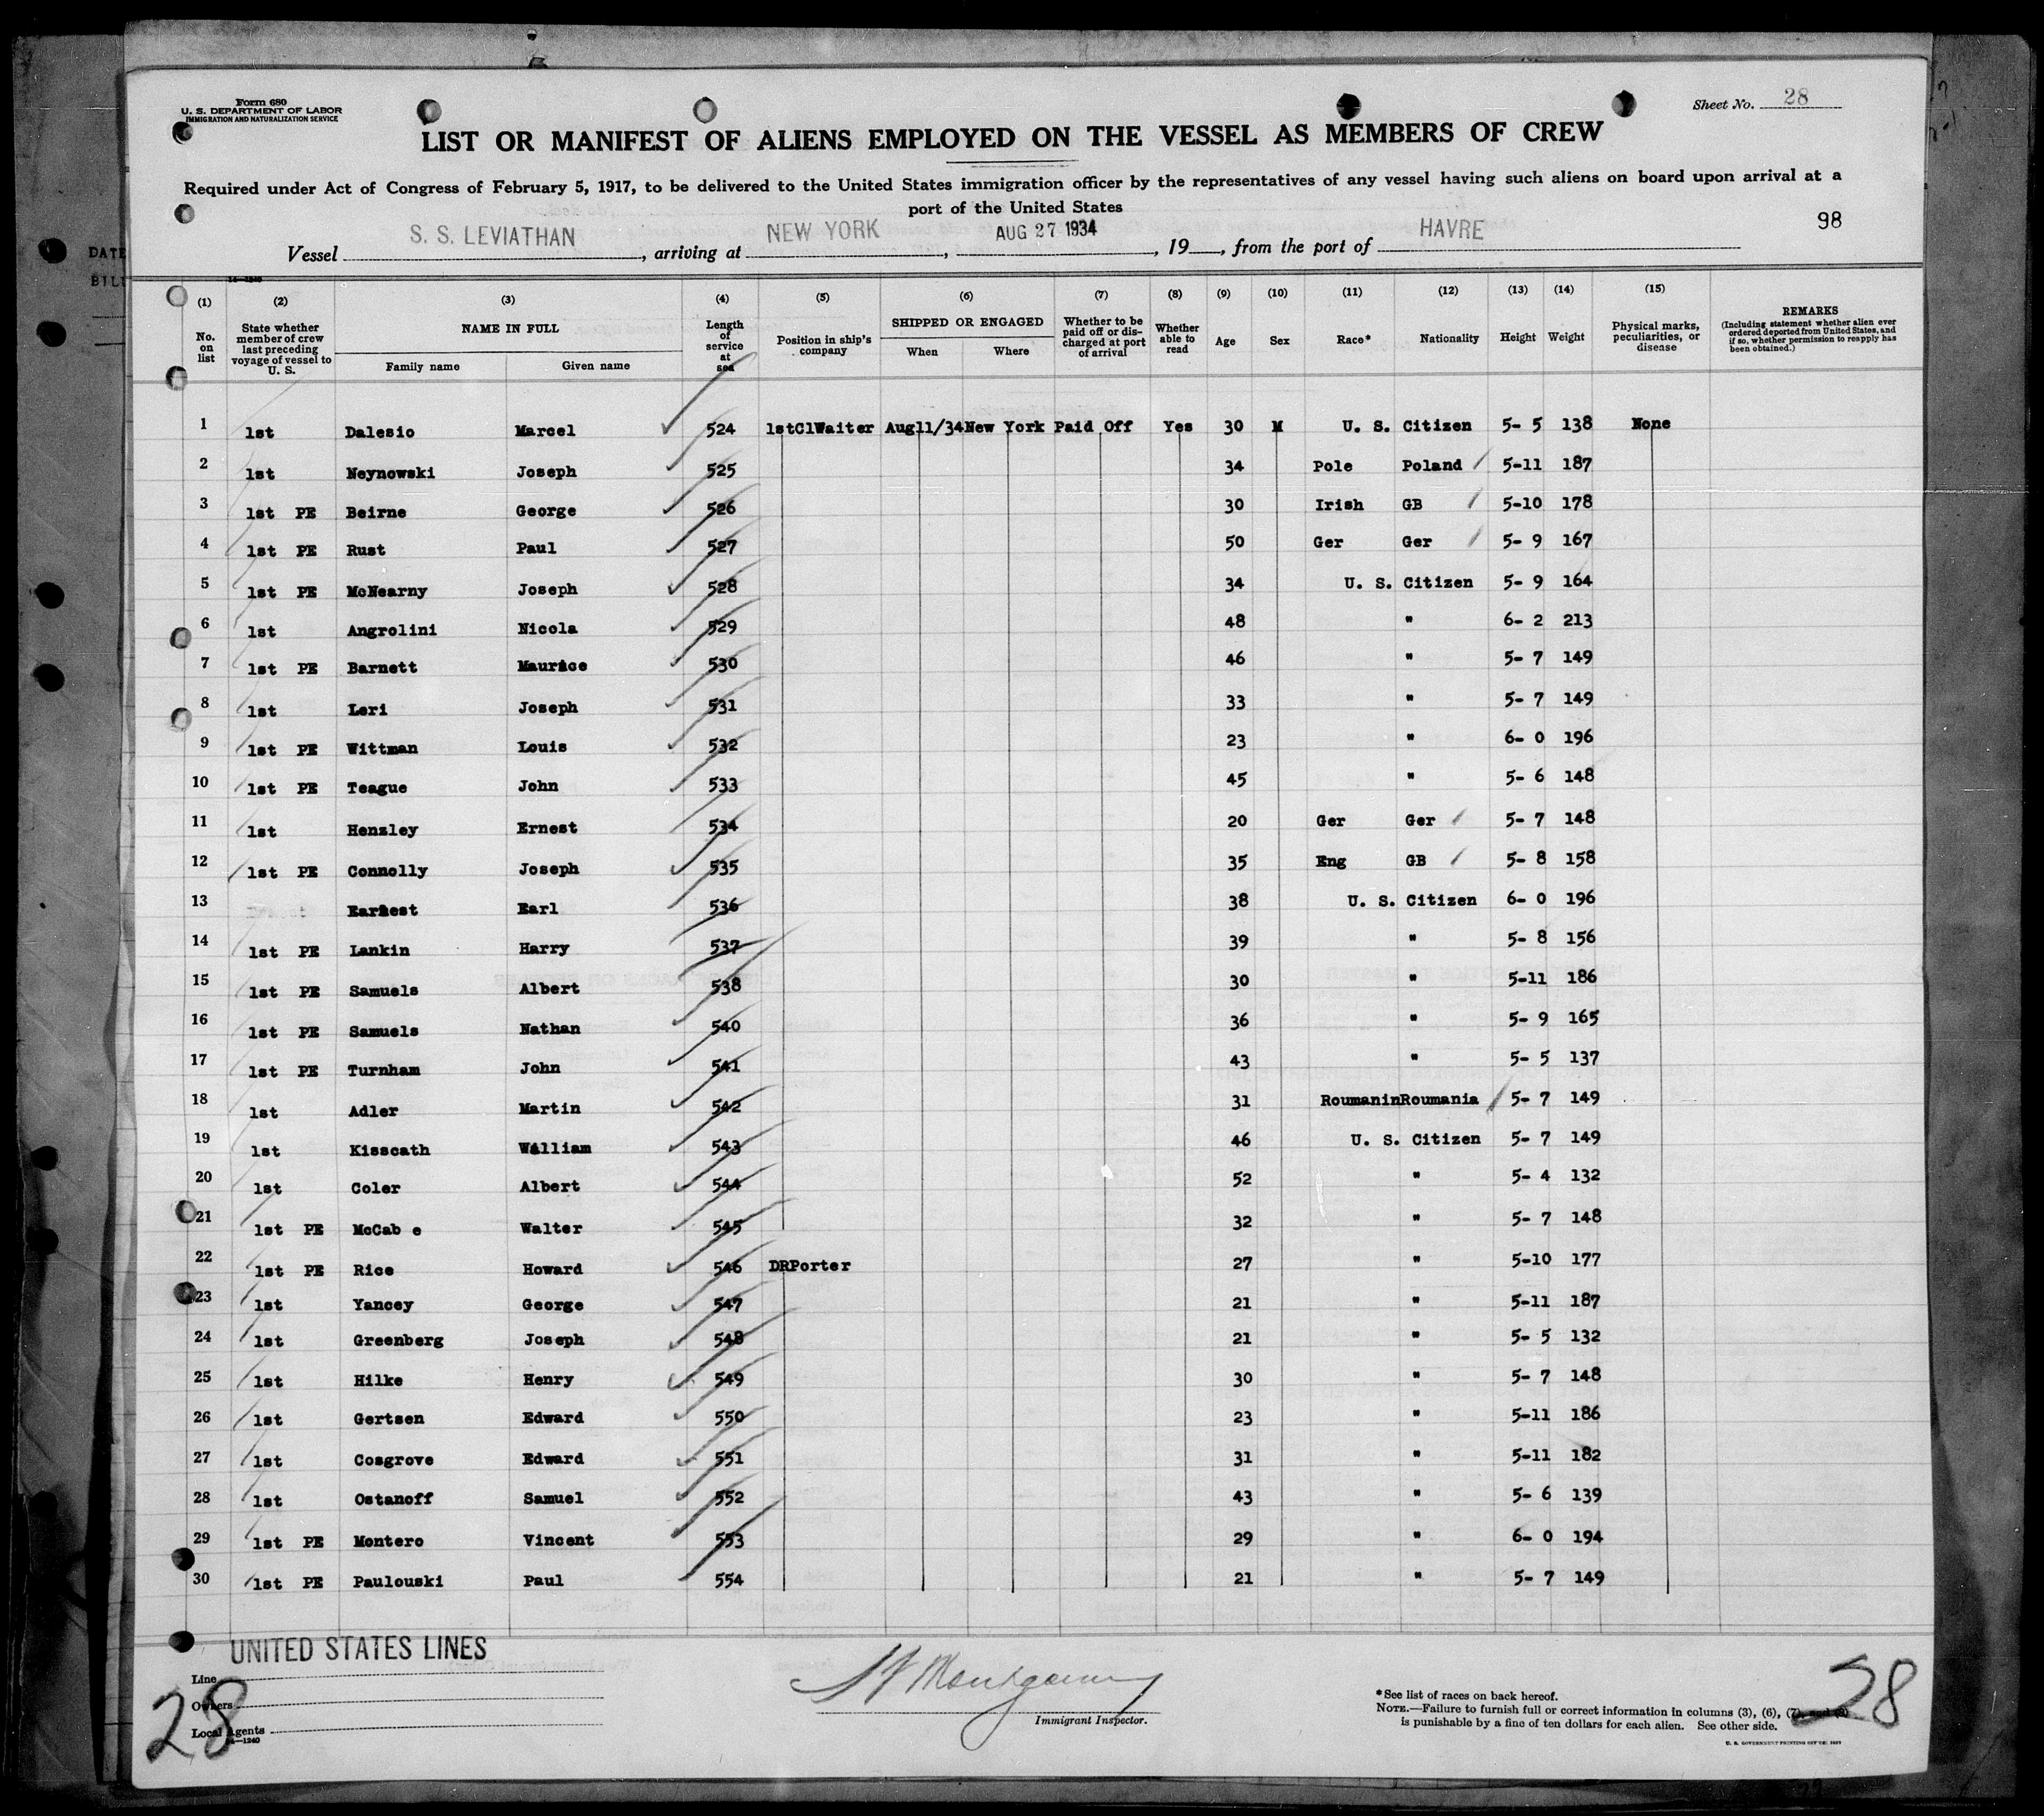 Form 680
U. S. DEPARTMENT OF LABOR
IMMIGRATION AND NATURALIZATION SERVICE
Sheet No. 28
LIST OR MANIFEST OF ALIENS EMPLOYED ON THE VESSEL AS MEMBERS OF CREW
Required under Act of Congress of February 5, 1917, to be delivered to the United States immigration officer by the representatives of any vessel having such aliens on board upon arrival at a
port of the United States
98
Vessel S. S. LEVIATHAN, arriving at NEW YORK, AUG 27 1934, 19__, from the port of HAVRE
DATE
14—1240
(1) (2) (3) (4) (5) (6) (7) (8) (9) (10) (11) (12) (13) (14) (15)
No. on list
State whether member of crew last preceding voyage of vessel to U. S.
NAME IN FULL
Family name Given name
Length of service at sea
Position in ship's company
SHIPPED OR ENGAGED
When Where
Whether to be paid off or discharged at port of arrival
Whether able to read
Age
Sex
Race*
Nationality
Height
Weight
Physical marks, peculiarities, or disease
REMARKS
(Including statement whether alien ever ordered deported from United States, and if so, whether permission to reapply has been obtained.)
1 1st Dalesio Marcel 524 1stClWaiter Aug11/34 New York Paid Off Yes 30 M U. S. Citizen 5- 5 138 None
2 1st Neynowski Joseph 525 34 Pole Poland 5-11 187
3 1st PE Beirne George 526 30 Irish GB 5-10 178
4 1st PE Rust Paul 527 50 Ger Ger 5- 9 167
5 1st PE McNearny Joseph 528 34 U. S. Citizen 5- 9 164
6 1st Angrolini Nicola 529 48 " 6- 2 213
7 1st PE Barnett Maurice 530 46 " 5- 7 149
8 1st Leri Joseph 531 33 " 5- 7 149
9 1st PE Wittman Louis 532 23 " 6- 0 196
10 1st PE Teague John 533 45 " 5- 6 148
11 1st Henzley Ernest 534 20 Ger Ger 5- 7 148
12 1st PE Connolly Joseph 535 35 Eng GB 5- 8 158
13 Earnest Earl 536 38 U. S. Citizen 6- 0 196
14 1st PE Lankin Harry 537 39 " 5- 8 156
15 1st PE Samuels Albert 538 30 " 5-11 186
16 1st PE Samuels Nathan 540 36 " 5- 9 165
17 1st PE Turnham John 541 43 " 5- 5 137
18 1st Adler Martin 542 31 Roumanin Roumania 5- 7 149
19 1st Kisscath William 543 46 U. S. Citizen 5- 7 149
20 1st Coler Albert 544 52 " 5- 4 132
21 1st PE McCab e Walter 545 32 " 5- 7 148
22 1st PE Rice Howard 546 DRPorter 27 " 5-10 177
23 1st Yancey George 547 21 " 5-11 187
24 1st Greenberg Joseph 548 21 " 5- 5 132
25 1st Hilke Henry 549 30 " 5- 7 148
26 1st Gertsen Edward 550 23 " 5-11 186
27 1st Cosgrove Edward 551 31 " 5-11 182
28 1st Ostanoff Samuel 552 43 " 5- 6 139
29 1st PE Montero Vincent 553 29 " 6- 0 194
30 1st PE Paulouski Paul 554 21 " 5- 7 149
UNITED STATES LINES
Line
Owners
Local Agents
14—1240
28
Montgomery
Immigrant Inspector.
*See list of races on back hereof.
NOTE.—Failure to furnish full or correct information in columns (3), (6), (7), and (8)
is punishable by a fine of ten dollars for each alien. See other side.
28